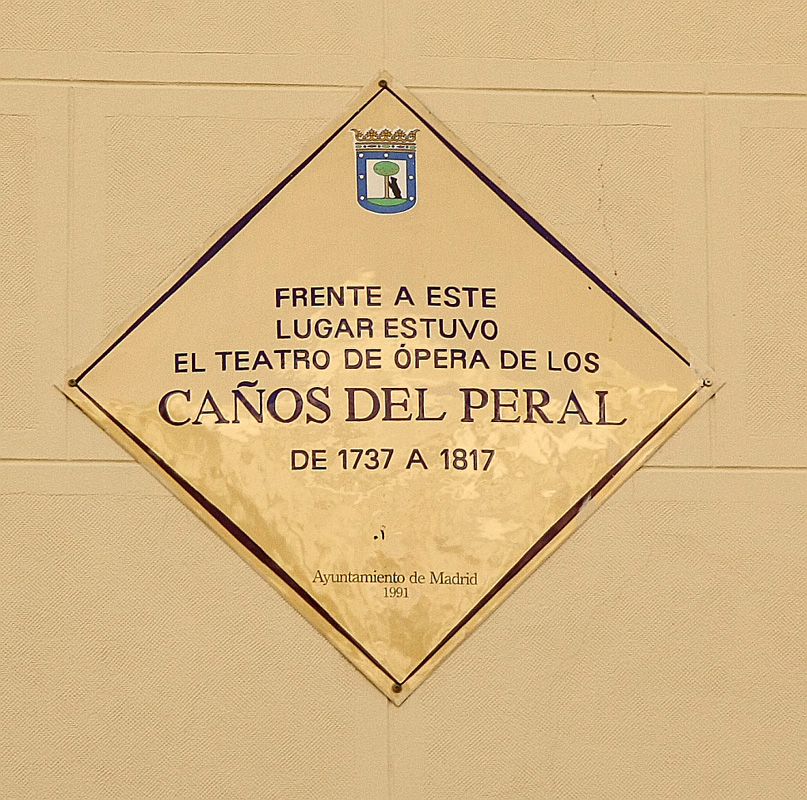 FRENTE A ESTE
LUGAR ESTUVO
EL TEATRO DE ÓPERA DE LOS
CAÑOS DEL PERAL
DE 1737 A 1817
Ayuntamiento de Madrid
1991